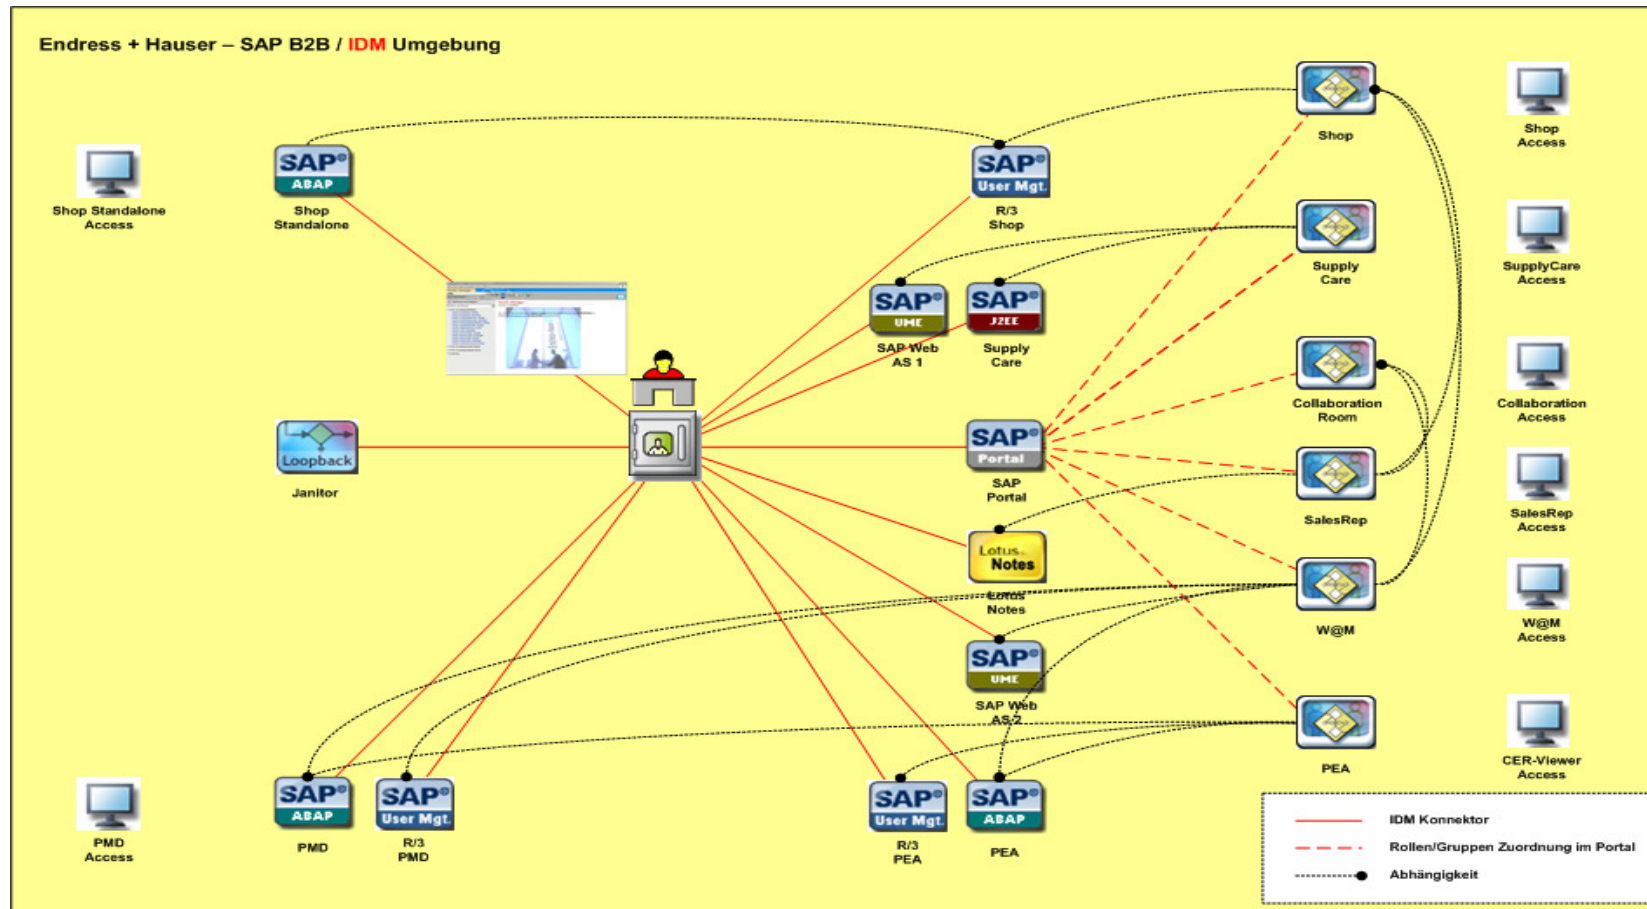 Endress + Hauser – SAP B2B / IDM Umgebung
Shop Standalone
Access
SAP®
ABAP
Shop
Standalone
SAP®
User Mgt.
R/3
Shop
Shop
Shop
Access
SAP®
UME
SAP Web
AS 1
SAP®
J2EE
Supply
Care
Supply
Care
SupplyCare
Access
Loopback
Janitor
SAP®
Portal
SAP
Portal
Collaboration
Room
Collaboration
Access
SalesRep
SalesRep
Access
Lotus
Notes
Lotus
Notes
W@M
W@M
Access
SAP®
UME
SAP Web
AS 2
PEA
CER-Viewer
Access
PMD
Access
SAP®
ABAP
PMD
SAP®
User Mgt.
R/3
PMD
SAP®
User Mgt.
R/3
PEA
SAP®
ABAP
PEA
IDM Konnektor
Rollen/Gruppen Zuordnung im Portal
Abhängigkeit